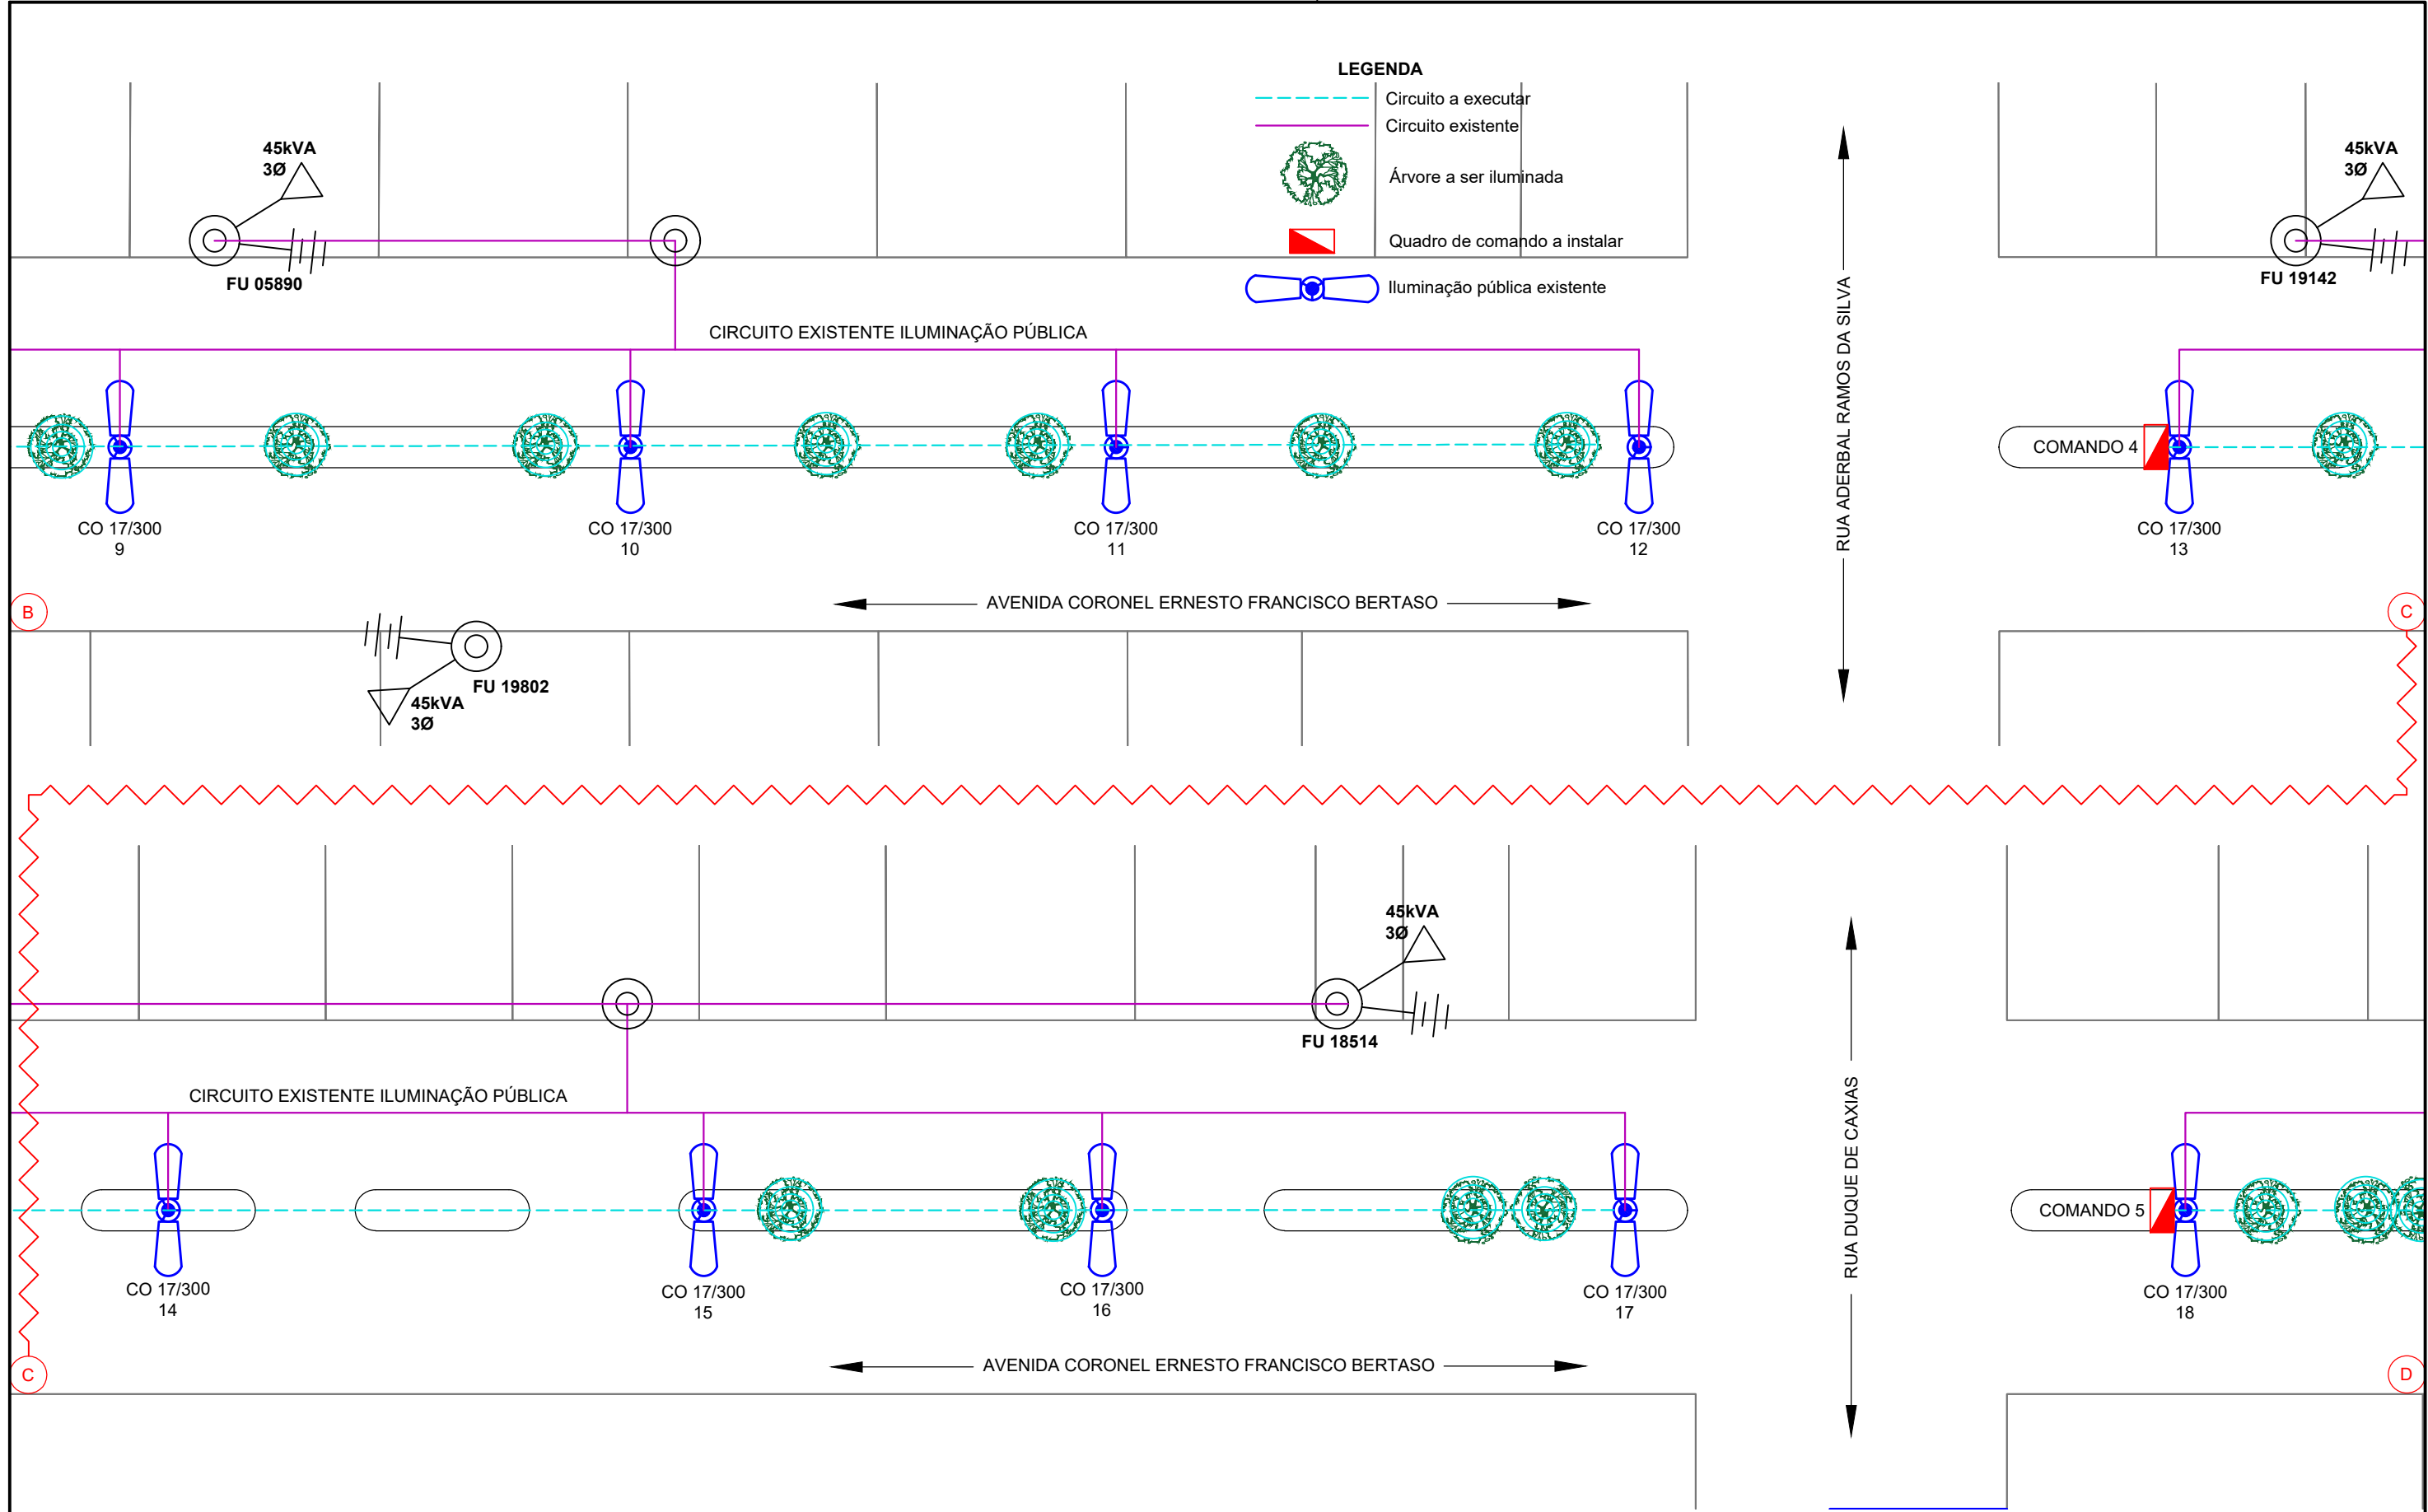 LEGENDA
Circuito a executar
Circuito existente
Árvore a ser iluminada
Quadro de comando a instalar
Iluminação pública existente
45kVA
3Ø
FU 05890
45kVA
3Ø
FU 19142
CIRCUITO EXISTENTE ILUMINAÇÃO PÚBLICA
RUA ADERBAL RAMOS DA SILVA
COMANDO 4
CO 17/300
9
CO 17/300
10
CO 17/300
11
CO 17/300
12
CO 17/300
13
B
AVENIDA CORONEL ERNESTO FRANCISCO BERTASO
C
FU 19802
45kVA
3Ø
45kVA
3Ø
FU 18514
CIRCUITO EXISTENTE ILUMINAÇÃO PÚBLICA
RUA DUQUE DE CAXIAS
COMANDO 5
CO 17/300
14
CO 17/300
15
CO 17/300
16
CO 17/300
17
CO 17/300
18
C
AVENIDA CORONEL ERNESTO FRANCISCO BERTASO
D